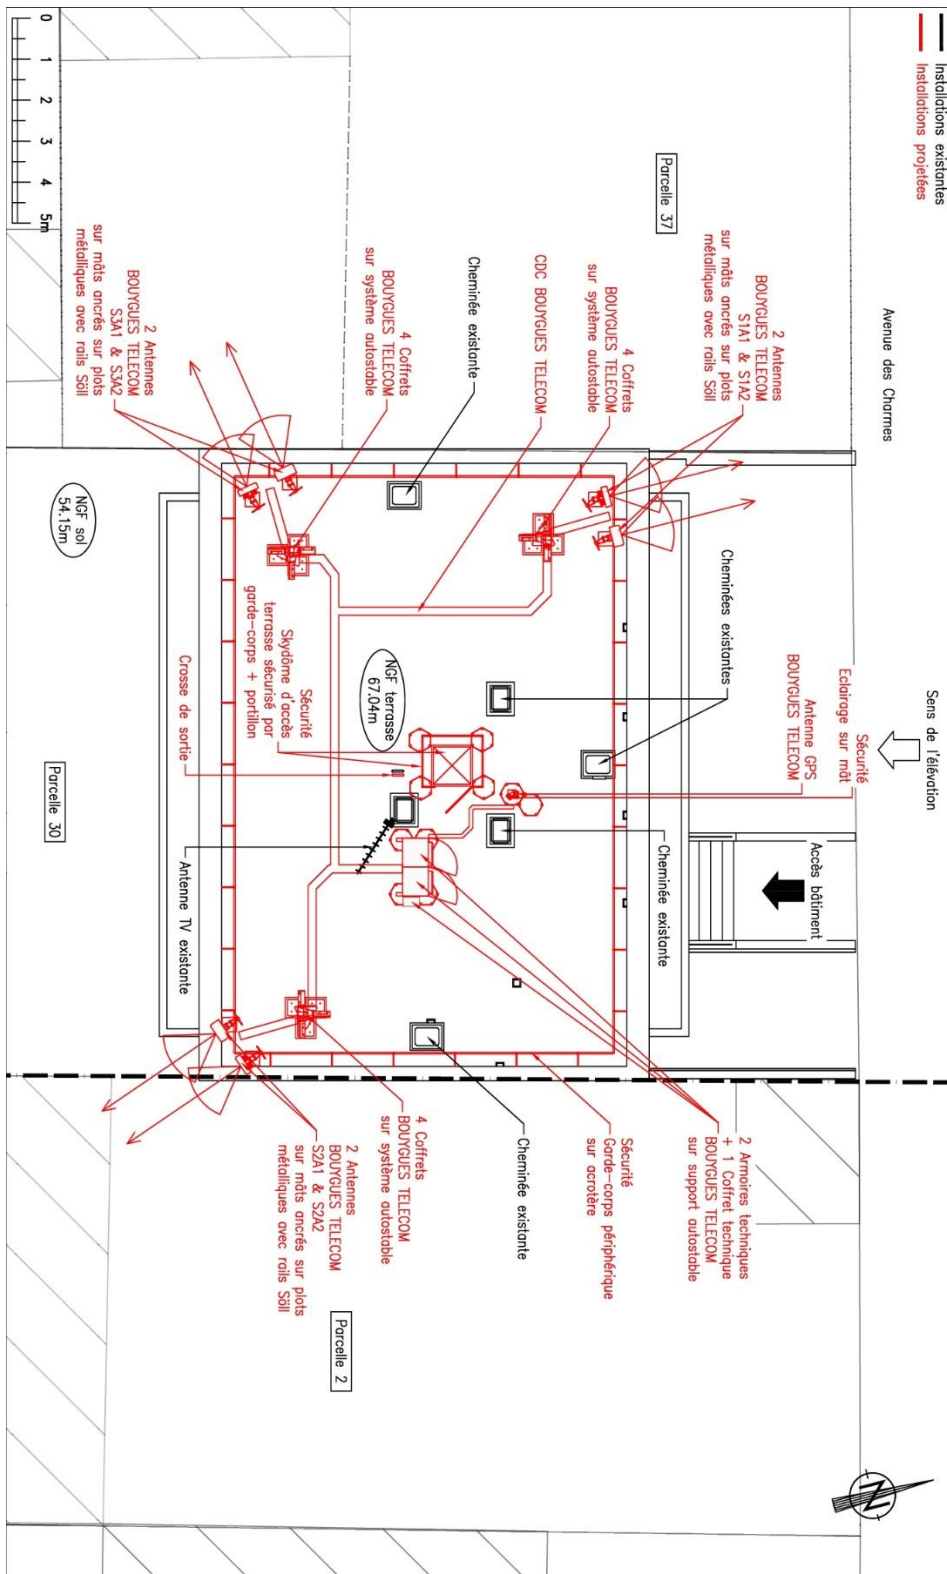 Installations existantes
Installations projetées
0 1 2 3 4 5m
Avenue des Charmes
Parcelle 37
2 Antennes
BOUYGUES TELECOM
S1A1 & S1A2
sur mâts ancrés sur plots
métalliques avec rails Söll
4 Coffrets
BOUYGUES TELECOM
sur système autostable
CDC BOUYGUES TELECOM
Cheminée existante
4 Coffrets
BOUYGUES TELECOM
sur système autostable
2 Antennes
BOUYGUES TELECOM
S3A1 & S3A2
sur mâts ancrés sur plots
métalliques avec rails Söll
NGF sol
54.15m
Sens de l'élévation
Sécurité
Eclairage sur mât
Antenne GPS
BOUYGUES TELECOM
Cheminées existantes
Accès bâtiment
Cheminée existante
NGF terrasse
67.04m
Sécurité
Skydôme d'accès
terrasse sécurisé par
garde-corps + portillon
Crosse de sortie
Antenne TV existante
Parcelle 30
2 Armoires techniques
+ 1 Coffret technique
BOUYGUES TELECOM
sur support autostable
Sécurité
Garde-corps périphérique
sur acrotère
Cheminée existante
4 Coffrets
BOUYGUES TELECOM
sur système autostable
2 Antennes
BOUYGUES TELECOM
S2A1 & S2A2
sur mâts ancrés sur plots
métalliques avec rails Söll
Parcelle 2
N